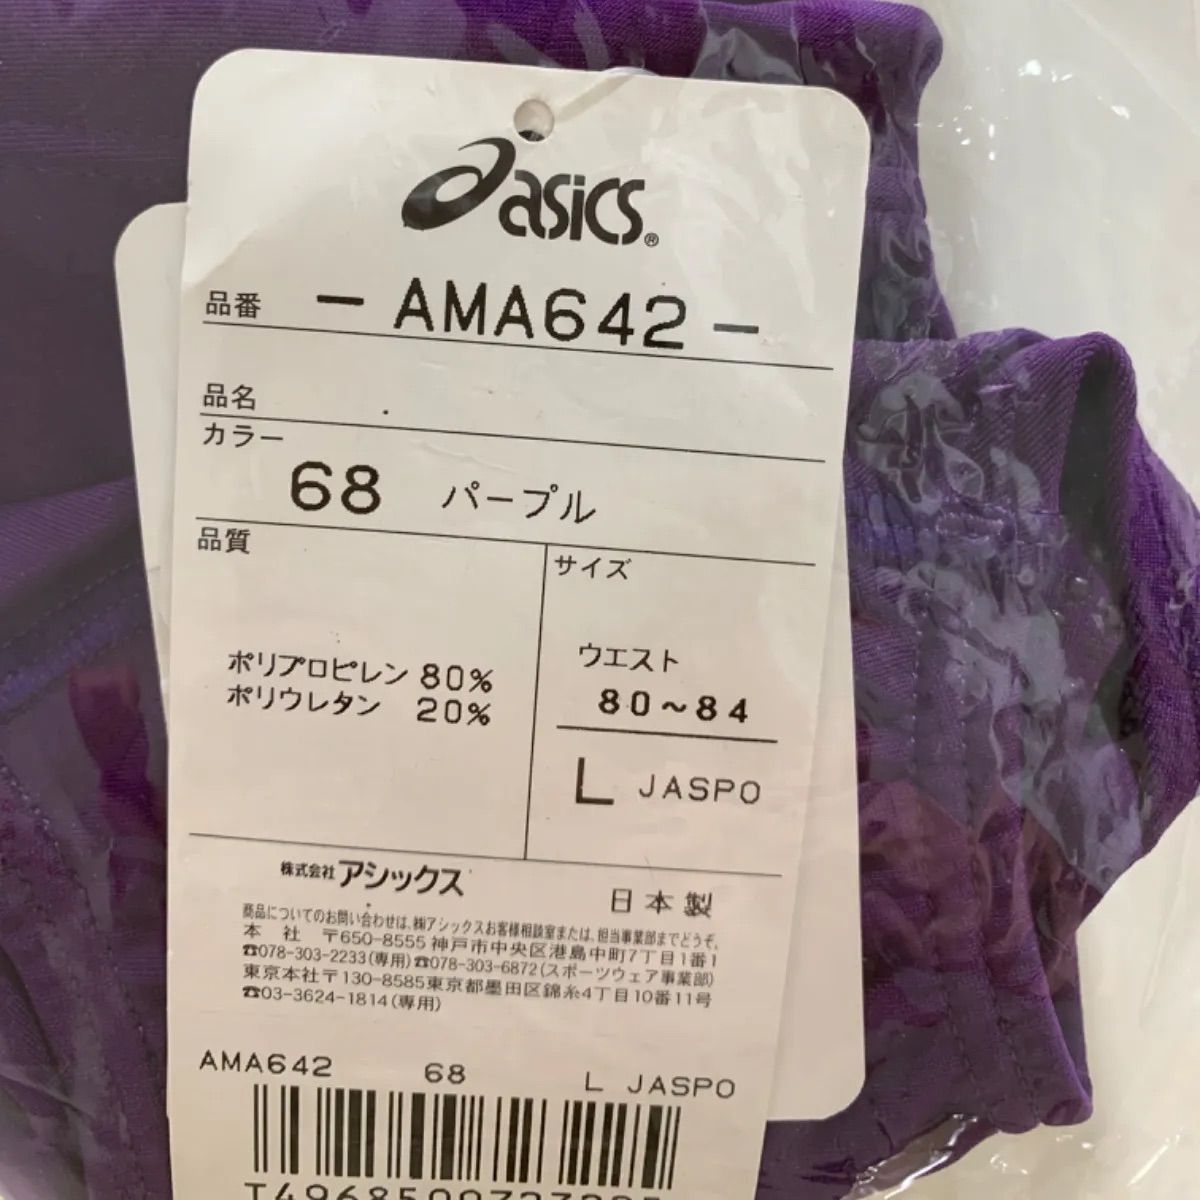 asics®
品番 －AMA642－
品名
カラー
68 パープル
品質
サイズ
ポリプロピレン 80%
ポリウレタン 20%
ウエスト
80～84
L JASPO
株式会社アシックス
日本製
商品についてのお問い合わせは、㈱アシックスお客様相談室または、担当事業部までどうぞ。
本 社 〒650-8555 神戸市中央区港島中町7丁目1番1
☎078-303-2233(専用)☎078-303-6872(スポーツウェア事業部)
東京本社〒130-8585東京都墨田区錦糸4丁目10番11号
☎03-3624-1814(専用)
AMA642 68 L JASPO